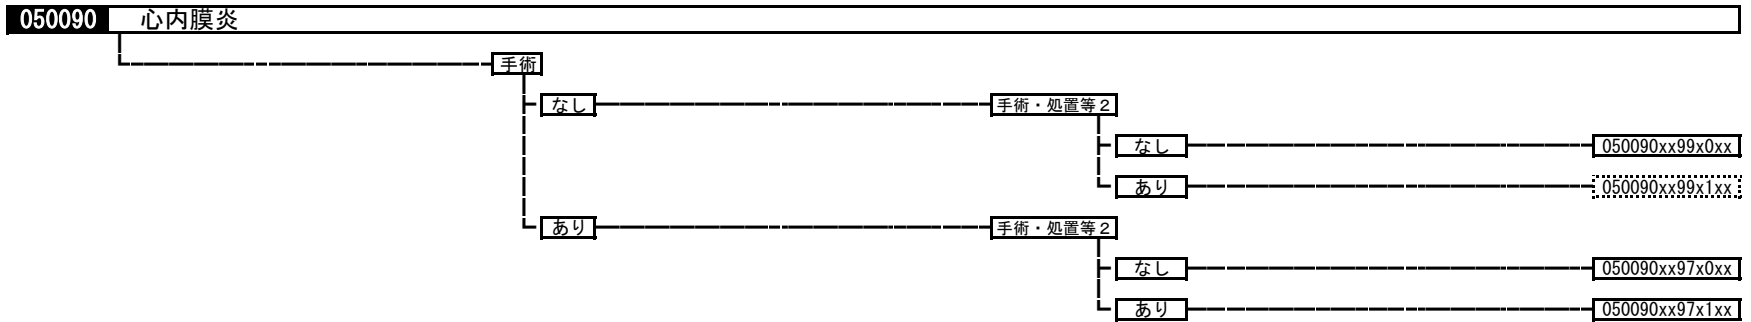 050090 心内膜炎
手術
なし 手術・処置等2
なし 050090xx99x0xx
あり 050090xx99x1xx
あり 手術・処置等2
なし 050090xx97x0xx
あり 050090xx97x1xx